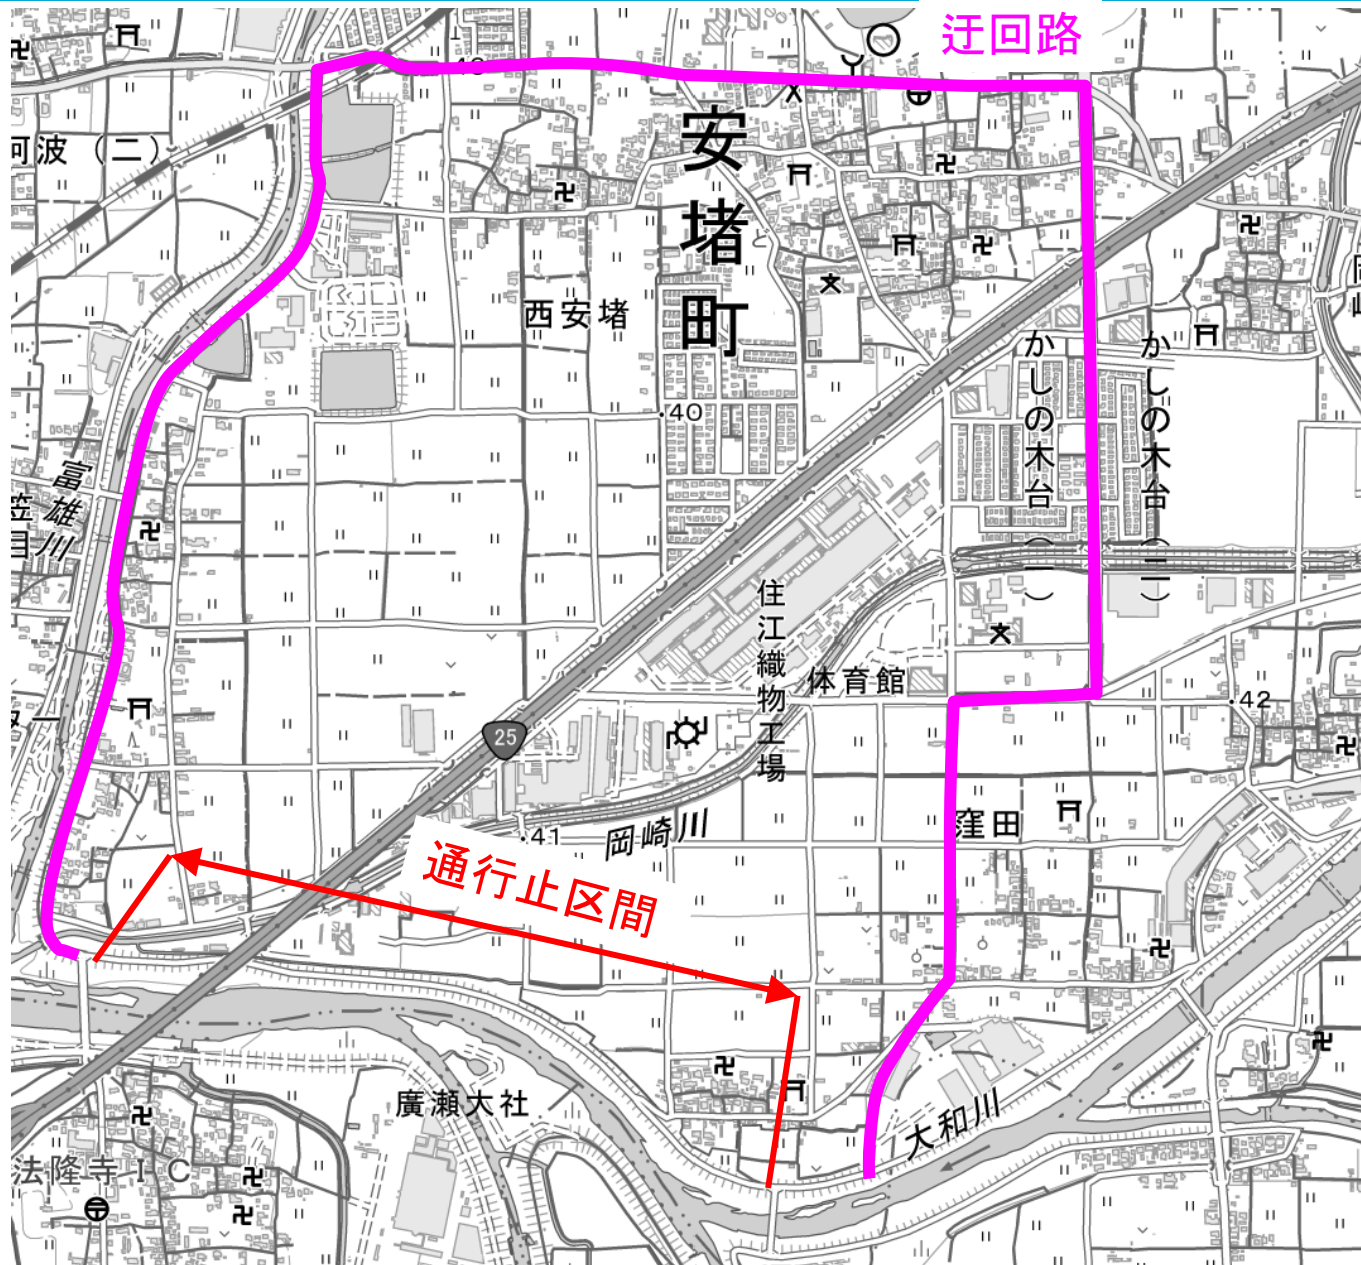 迂回路
阿波（二）
安堵町
西安堵
40
かしの木台（一）
かしの木台（二）
富雄川
笠目
住江織物工場
体育館
25
42
41
岡崎川
窪田
通行止区間
廣瀬大社
大和川
法隆寺IC